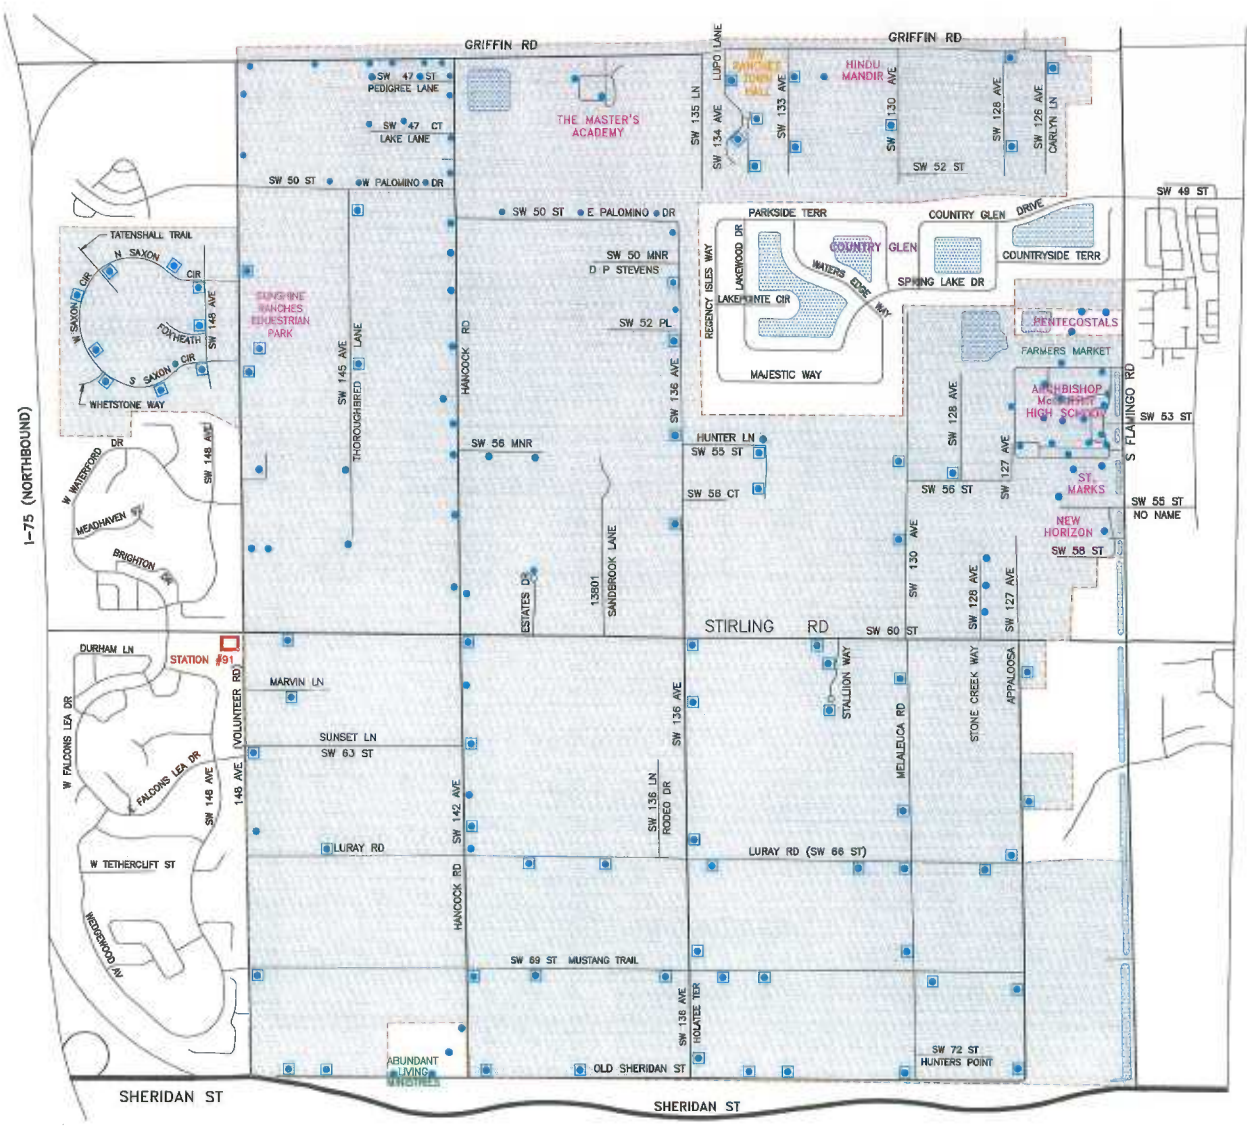 GRIFFIN RD
GRIFFIN RD
LUPO LANE
SW RANCHES
TOWN
HALL
HINDU
MANDIR
SW 47 ST
PEDIGREE LANE
SW 47 CT
LAKE LANE
THE MASTER'S
ACADEMY
SW 135 LN
SW 134 AVE
SW 133 AVE
SW 130 AVE
SW 128 AVE
SW 126 AVE
CARLYN LN
SW 52 ST
SW 50 ST
W PALOMINO DR
SW 49 ST
SW 50 ST
E PALOMINO DR
PARKSIDE TERR
COUNTRY GLEN DRIVE
COUNTRY GLEN
COUNTRYSIDE TERR
SPRING LAKE DR
WATERS EDGE WAY
LAKEWOOD DR
REGENCY ISLES WAY
LAKEPOINTE CIR
MAJESTIC WAY
TATENSHALL TRAIL
N SAXON CIR
W SAXON CIR
SW 148 AVE
FOXHEATH
S SAXON CIR
WHETSTONE WAY
SUNSHINE
RANCHES
EQUESTRIAN
PARK
SW 145 AVE
THOROUGHBRED LANE
HANCOCK RD
SW 50 MNR
D P STEVENS
SW 52 PL
SW 136 AVE
PENTECOSTALS
FARMERS MARKET
ARCHBISHOP
McCARTHY
HIGH SCHOOL
S FLAMINGO RD
SW 53 ST
SW 128 AVE
SW 127 AVE
SW 56 ST
ST.
MARKS
SW 55 ST
NO NAME
NEW
HORIZON
SW 58 ST
I-75 (NORTHBOUND)
W WATERFORD DR
SW 148 AVE
MEADHAVEN
BRIGHTON DR
SW 56 MNR
HUNTER LN
SW 55 ST
SW 58 CT
13801
SANDBROOK LANE
ESTATES DR
SW 130 AVE
SW 128 AVE
SW 127 AVE
STIRLING RD
SW 60 ST
DURHAM LN
STATION #91
MARVIN LN
148 AVE (VOLUNTEER RD)
SUNSET LN
SW 63 ST
W FALCONS LEA DR
E FALCONS LEA DR
SW 148 AVE
SW 142 AVE
HANCOCK RD
SW 136 AVE
STALLIION WAY
MELALEUCA RD
STONE CREEK WAY
APPALOOSA
SW 136 LN
RODEO DR
LURAY RD
LURAY RD (SW 66 ST)
W TETHERCLIFT ST
WEDGEWOOD AV
SW 69 ST MUSTANG TRAIL
SW 136 AVE
HOLATEE TER
SW 72 ST
HUNTERS POINT
ABUNDANT
LIVING
MINISTRIES
OLD SHERIDAN ST
SHERIDAN ST
SHERIDAN ST